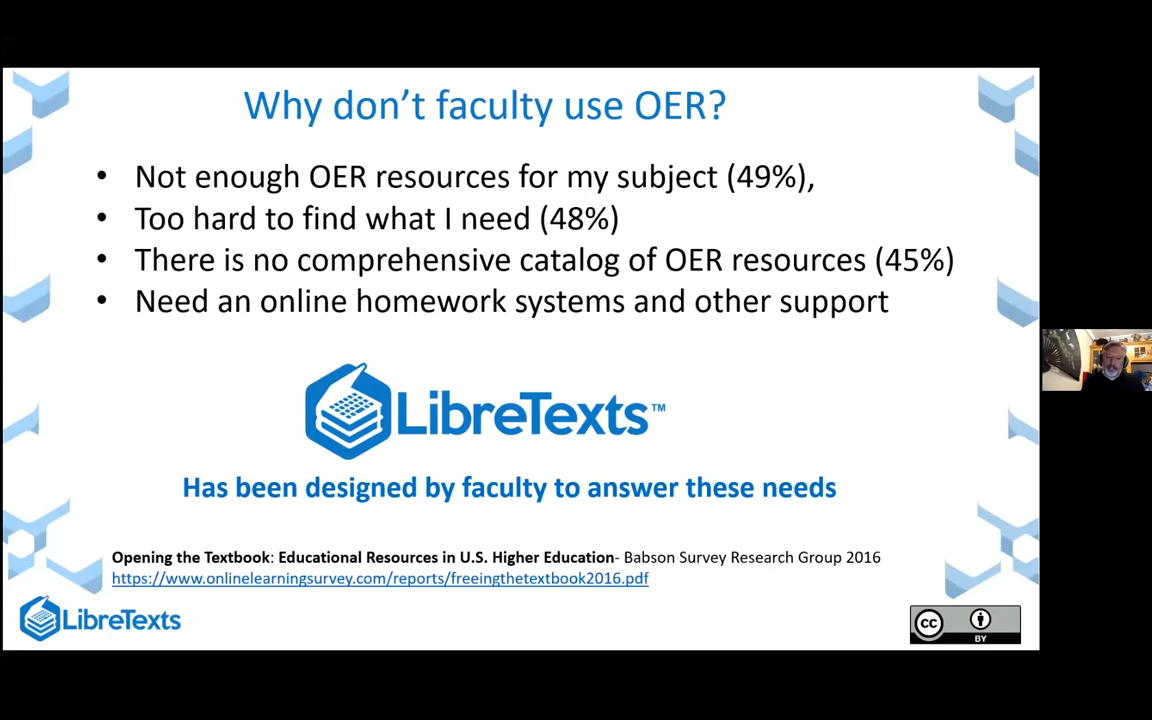 Why don’t faculty use OER?
• Not enough OER resources for my subject (49%),
• Too hard to find what I need (48%)
• There is no comprehensive catalog of OER resources (45%)
• Need an online homework systems and other support
LibreTexts™
Has been designed by faculty to answer these needs
Opening the Textbook: Educational Resources in U.S. Higher Education- Babson Survey Research Group 2016
https://www.onlinelearningsurvey.com/reports/freeingthetextbook2016.pdf
LibreTexts
cc
BY